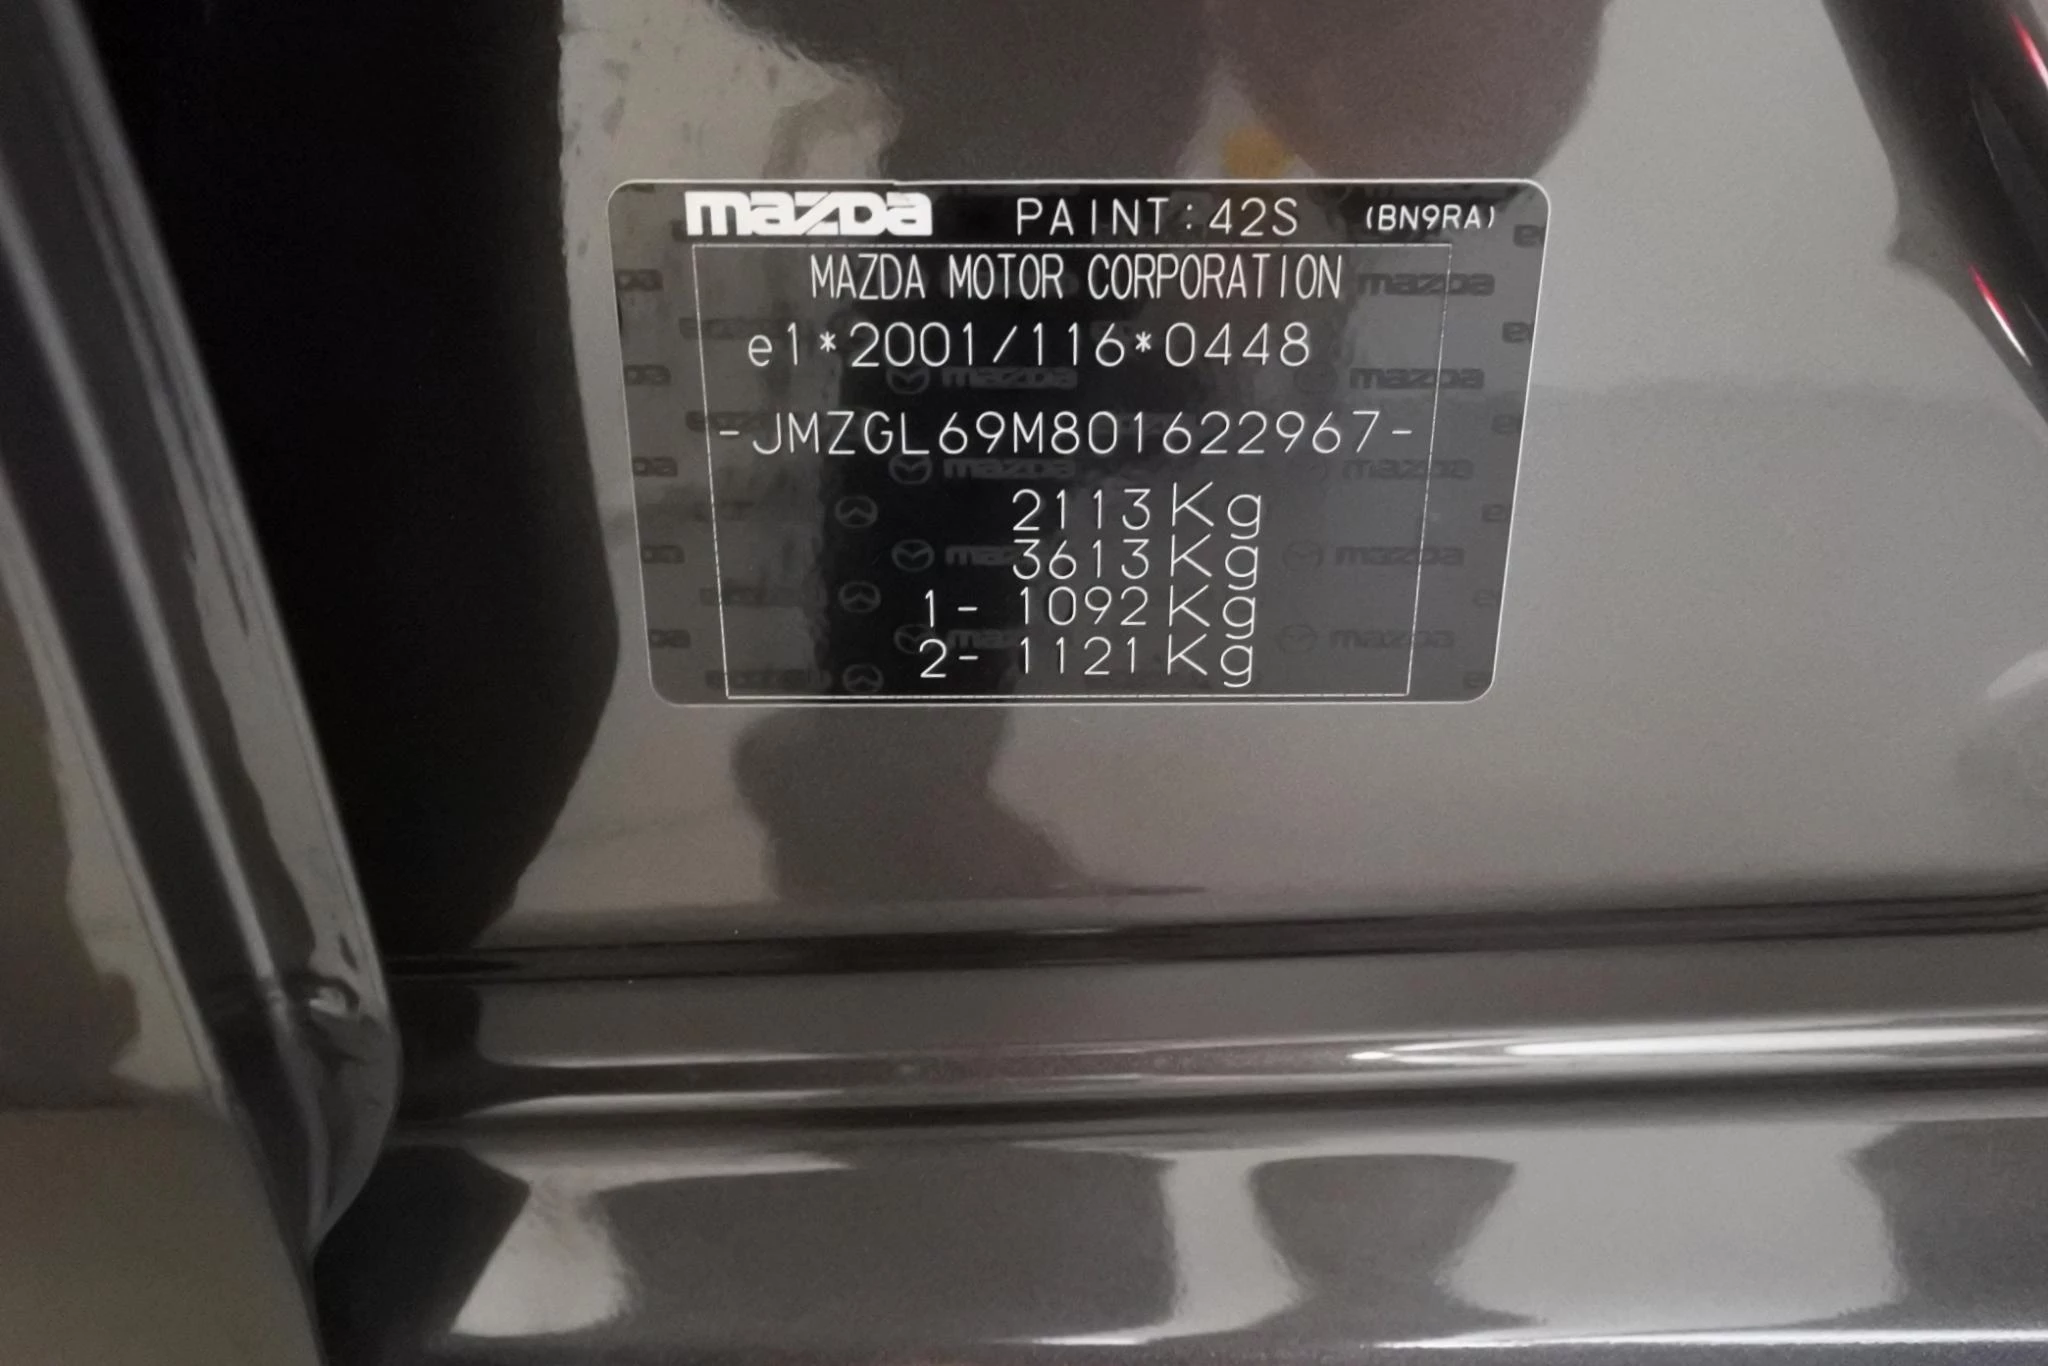 mazda PAINT:42S (BN9RA)
MAZDA MOTOR CORPORATION
e1*2001/116*0448
-JMZGL69M801622967-
2113Kg
3613Kg
1- 1092Kg
2- 1121Kg